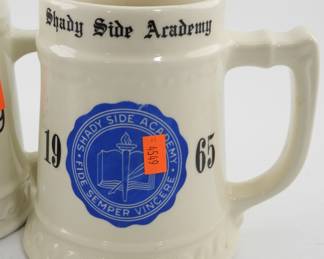 Shady Side Academy
19 65
SHADY SIDE ACADEMY
FIDE SEMPER VINCERE
4549